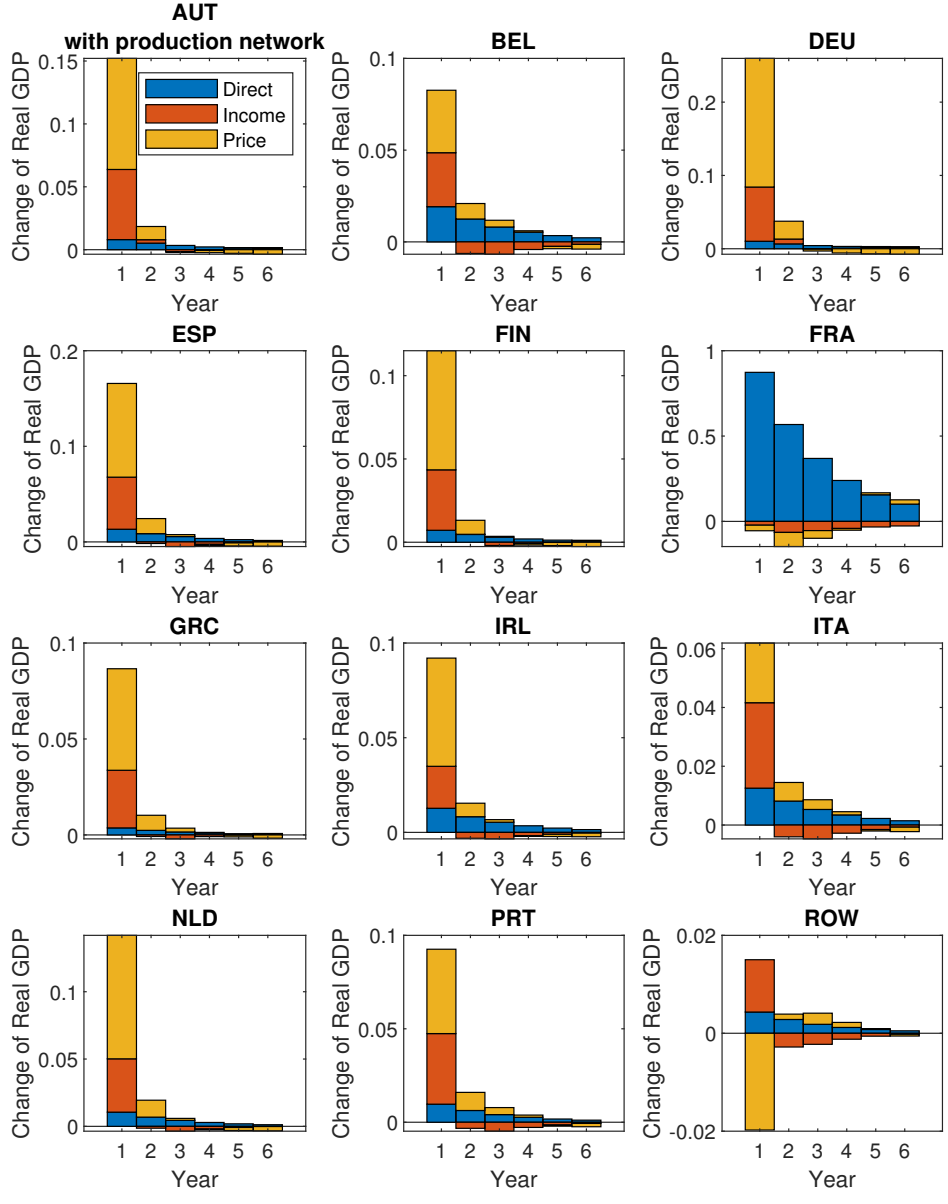 AUT
with production network
BEL
DEU
Change of Real GDP
0.15
0.1
0.05
0
Direct
Income
Price
1 2 3 4 5 6
Year
Change of Real GDP
0.1
0.05
0
1 2 3 4 5 6
Year
Change of Real GDP
0.2
0.1
0
1 2 3 4 5 6
Year
ESP
FIN
FRA
Change of Real GDP
0.2
0.1
0
1 2 3 4 5 6
Year
Change of Real GDP
0.1
0.05
0
1 2 3 4 5 6
Year
Change of Real GDP
1
0.5
0
1 2 3 4 5 6
Year
GRC
IRL
ITA
Change of Real GDP
0.1
0.05
0
1 2 3 4 5 6
Year
Change of Real GDP
0.1
0.05
0
1 2 3 4 5 6
Year
Change of Real GDP
0.06
0.04
0.02
0
1 2 3 4 5 6
Year
NLD
PRT
ROW
Change of Real GDP
0.1
0.05
0
1 2 3 4 5 6
Year
Change of Real GDP
0.1
0.05
0
1 2 3 4 5 6
Year
Change of Real GDP
0.02
0
-0.02
1 2 3 4 5 6
Year